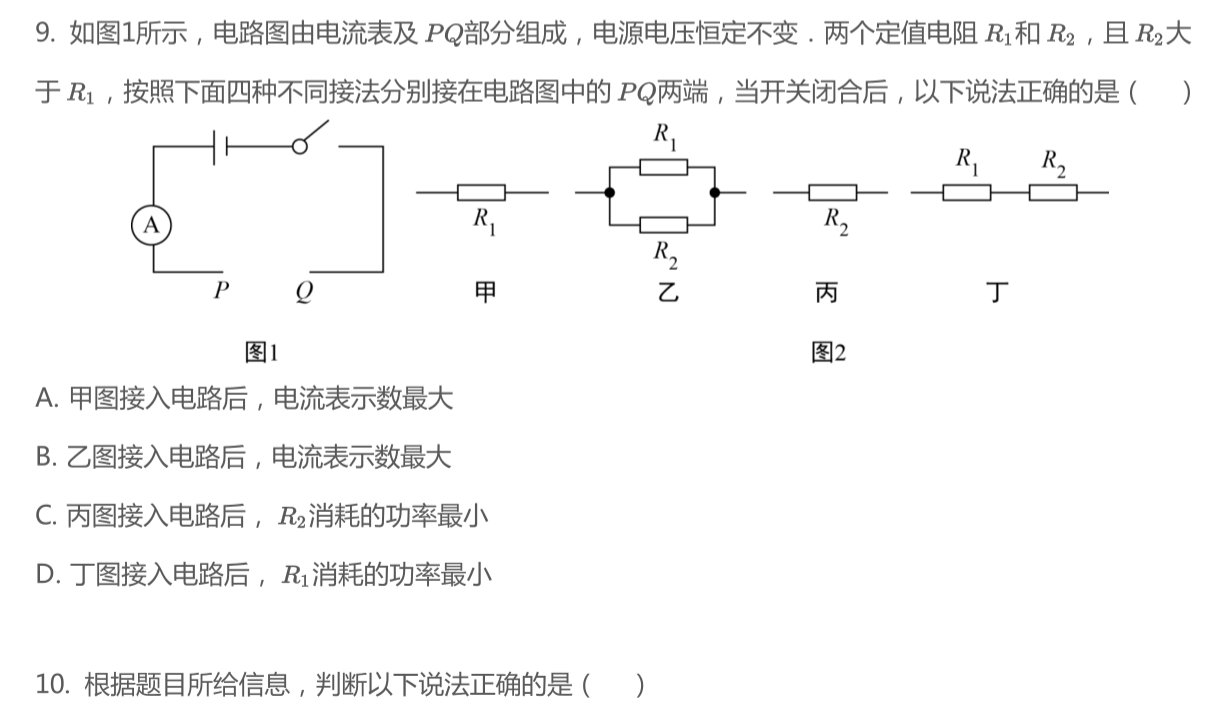 9. 如图1所示，电路图由电流表及 PQ部分组成，电源电压恒定不变．两个定值电阻 R₁和 R₂，且 R₂大
于 R₁，按照下面四种不同接法分别接在电路图中的 PQ两端，当开关闭合后，以下说法正确的是（　　）
R₁
R₁ R₂
A R₁ R₂
R₂
P Q 甲 乙 丙 丁
图1 图2
A. 甲图接入电路后，电流表示数最大
B. 乙图接入电路后，电流表示数最大
C. 丙图接入电路后， R₂消耗的功率最小
D. 丁图接入电路后， R₁消耗的功率最小
10. 根据题目所给信息，判断以下说法正确的是（　　）